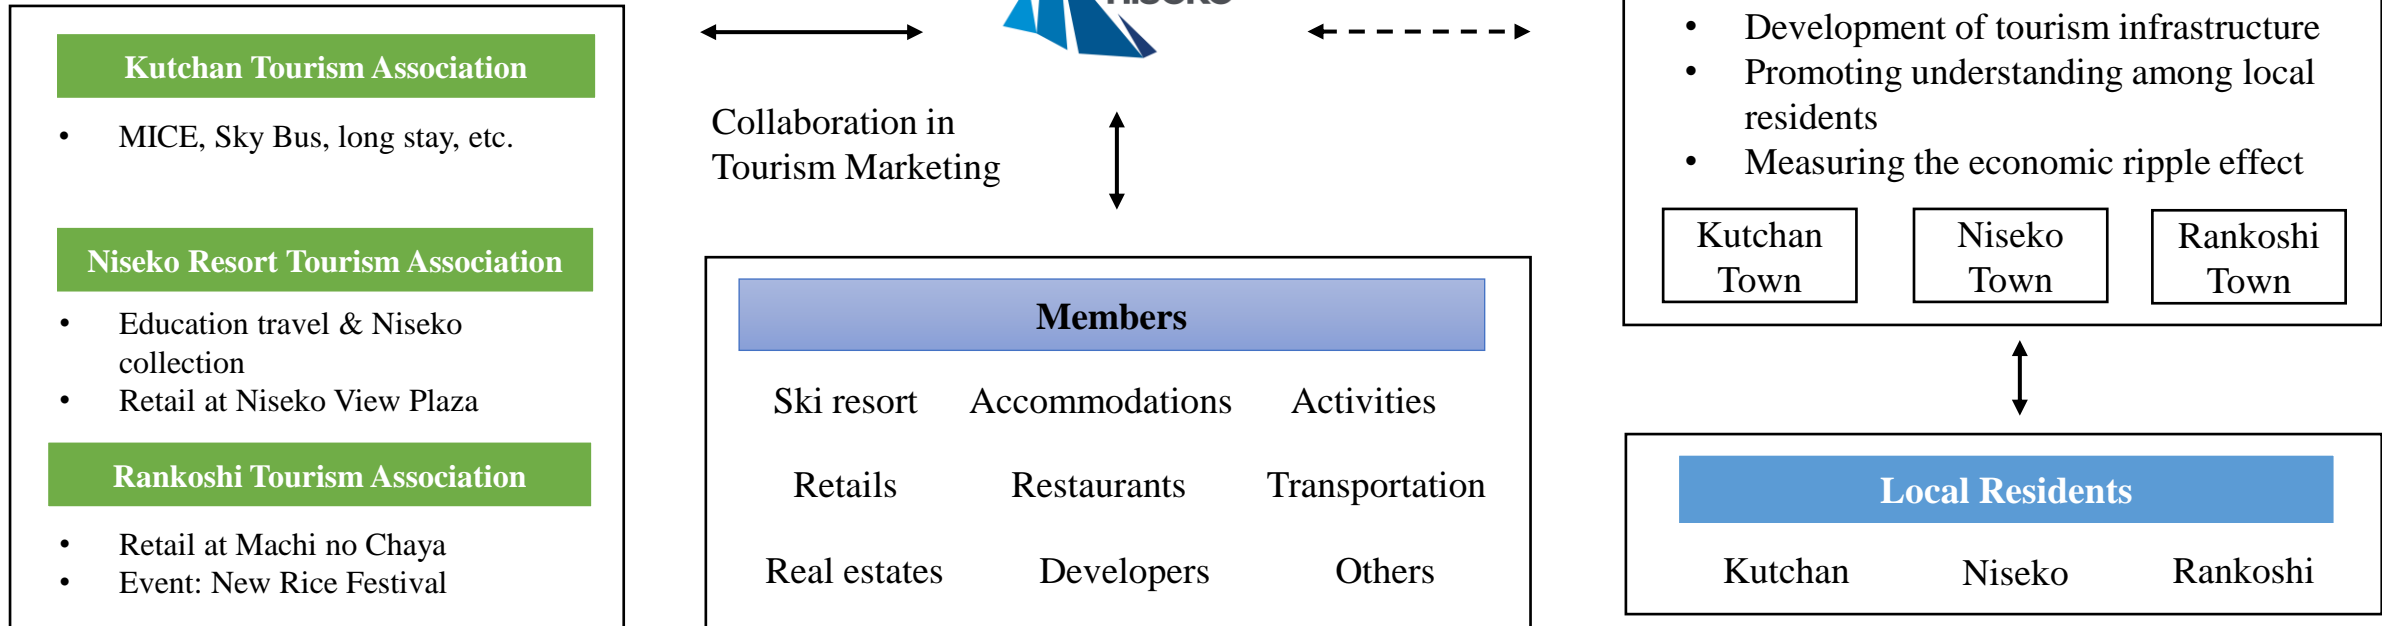 Kutchan Tourism Association
• MICE, Sky Bus, long stay, etc.
Niseko Resort Tourism Association
• Education travel & Niseko
collection
• Retail at Niseko View Plaza
Rankoshi Tourism Association
• Retail at Machi no Chaya
• Event: New Rice Festival
Collaboration in
Tourism Marketing
Members
Ski resort Accommodations Activities
Retails Restaurants Transportation
Real estates Developers Others
• Development of tourism infrastructure
• Promoting understanding among local
residents
• Measuring the economic ripple effect
Kutchan
Town
Niseko
Town
Rankoshi
Town
Local Residents
Kutchan Niseko Rankoshi